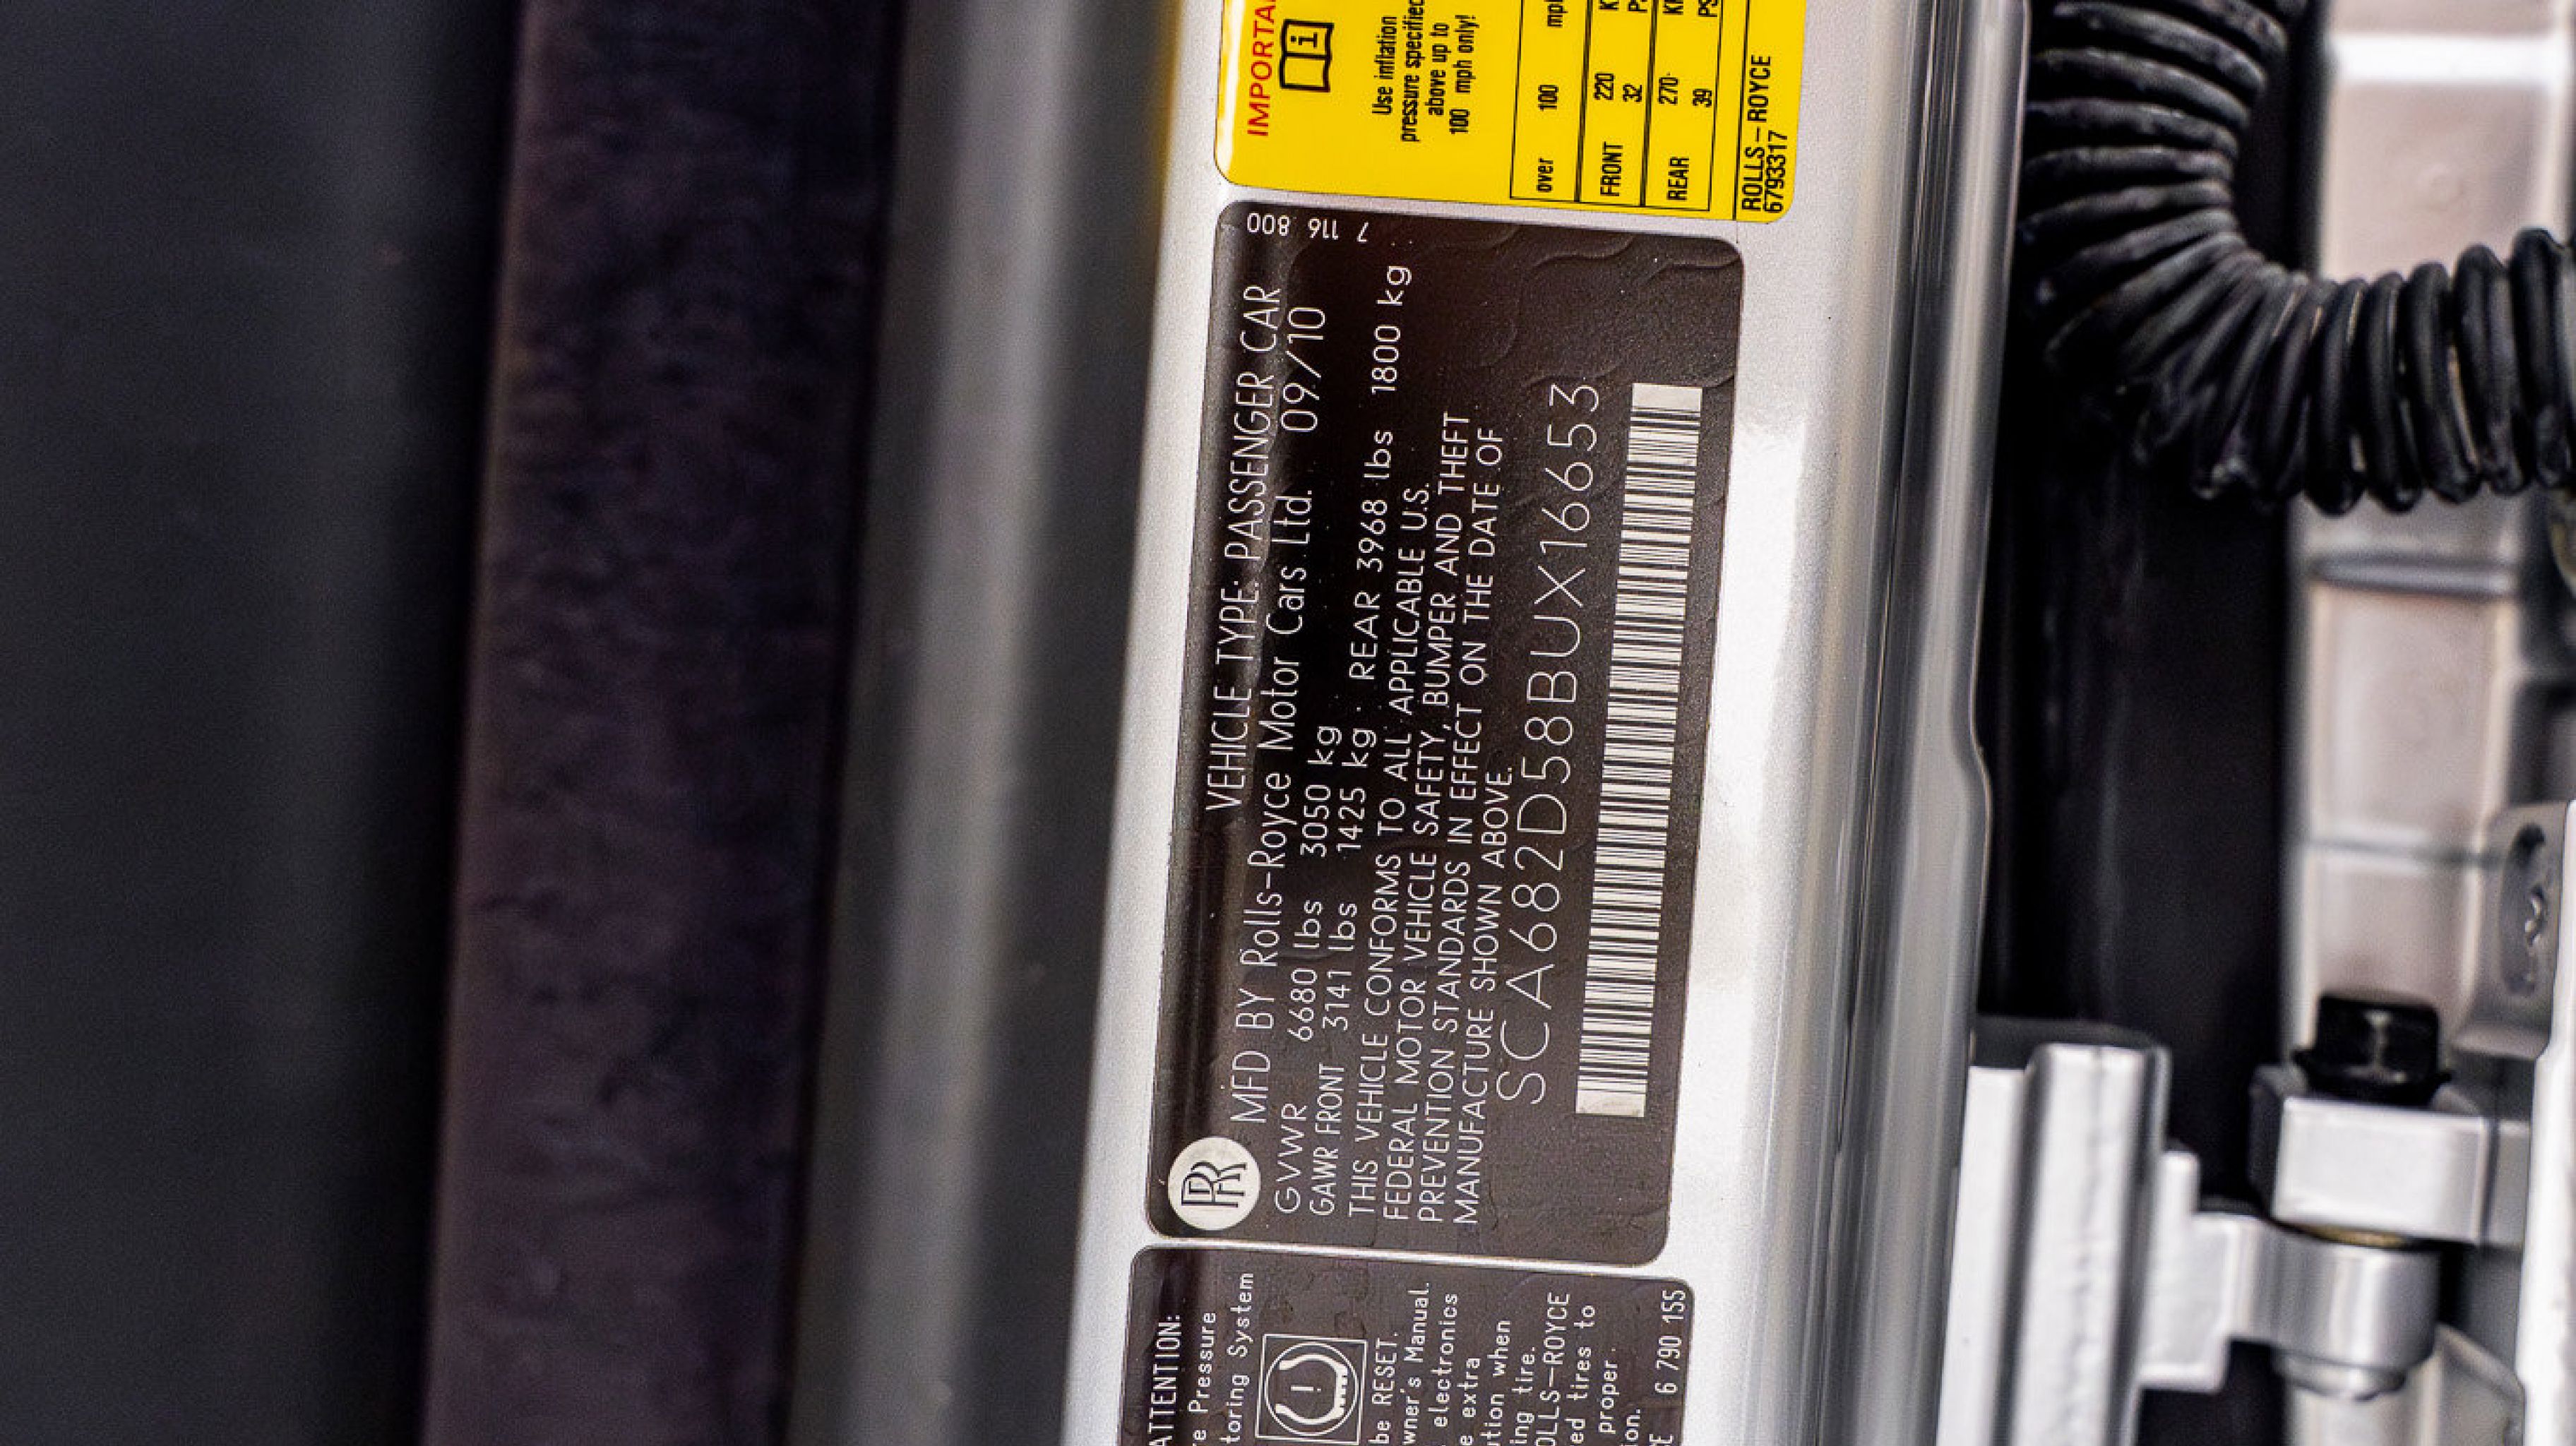 IMPORTA
Use inflation
pressure specified
above up to
100 mph only!
over 100 mph
FRONT 220
32
REAR 270
39
ROLLS-ROYCE
67933317
7 116 800
VEHICLE TYPE: PASSENGER CAR
RR MFD BY Rolls-Royce Motor Cars Ltd. 09/10
GVWR 6680 lbs 3050 kg
GAWR FRONT 3141 lbs 1425 kg. REAR 3968 lbs 1800 kg
THIS VEHICLE CONFORMS TO ALL APPLICABLE U.S.
FEDERAL MOTOR VEHICLE SAFETY, BUMPER AND THEFT
PREVENTION STANDARDS IN EFFECT ON THE DATE OF
MANUFACTURE SHOWN ABOVE.
SCA682D58BUX16653
ATTENTION:
re Pressure
toring System
be RESET.
wner's Manual.
electronics
e extra
ution when
ing tire.
OLLS-ROYCE
ed tires to
proper
ion.
CE 6 790 155